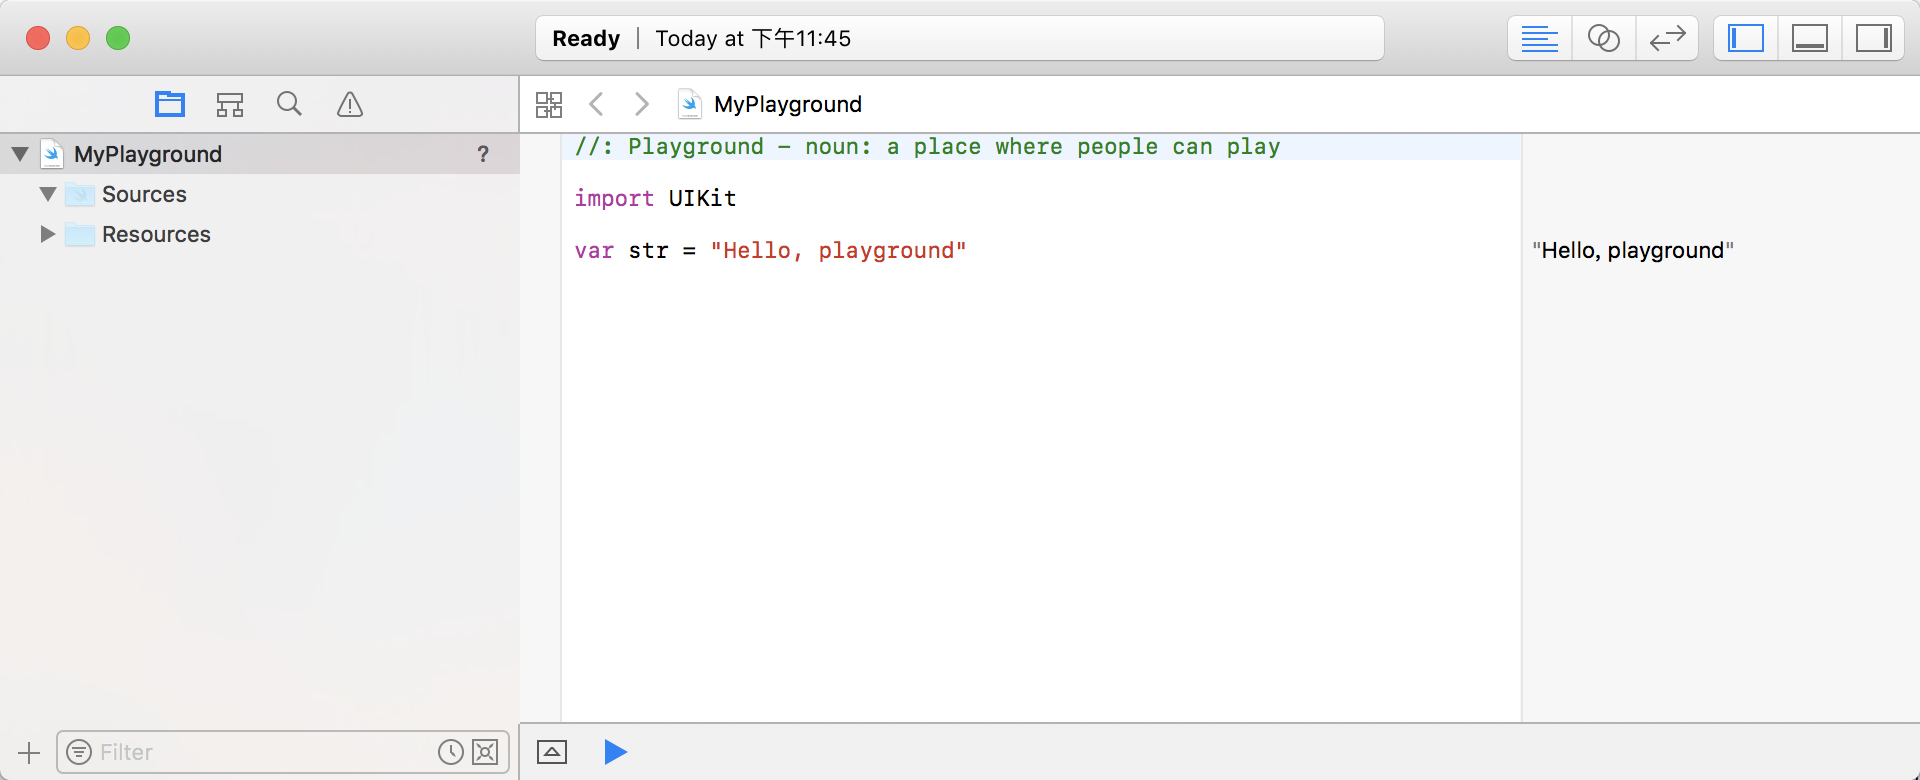 Ready | Today at 下午11:45
MyPlayground
MyPlayground ?
Sources
Resources
//: Playground - noun: a place where people can play
import UIKit
var str = "Hello, playground"
"Hello, playground"
Filter